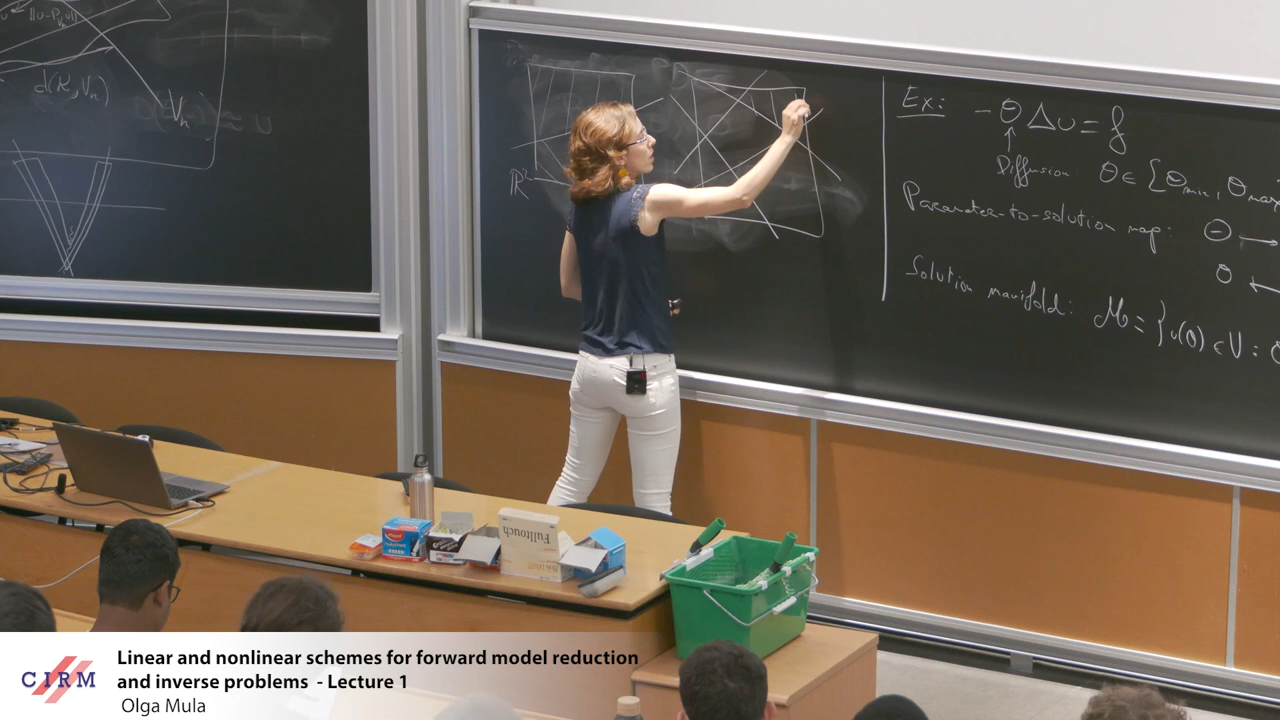 d(K, Vₙ)
Vₙ
ℝ²
Ex: -θ Δu = f
↑
Diffusion θ ∈ [θmin, θmax
Parameter-to-solution map: Θ →
θ ↦
Solution manifold: M = {u(θ) ∈ V : θ
Fulltouch
CIRM
Linear and nonlinear schemes for forward model reduction
and inverse problems - Lecture 1
Olga Mula